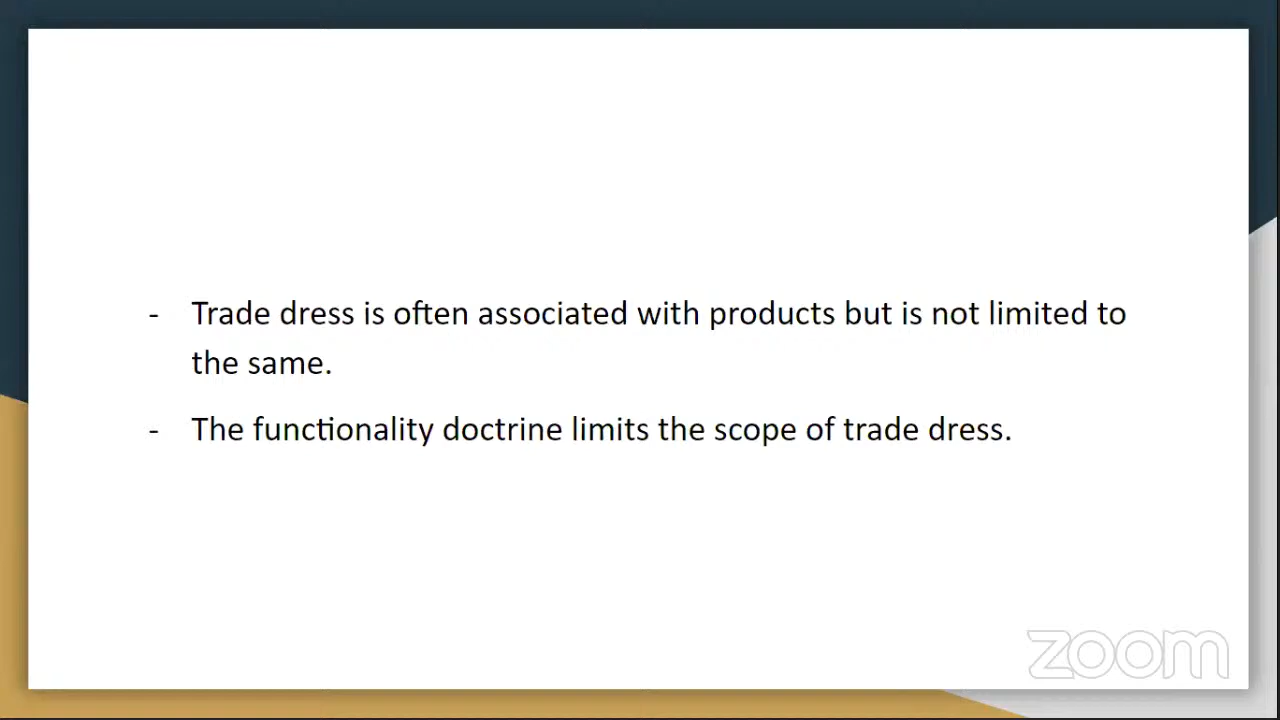 - Trade dress is often associated with products but is not limited to
the same.
- The functionality doctrine limits the scope of trade dress.
zoom